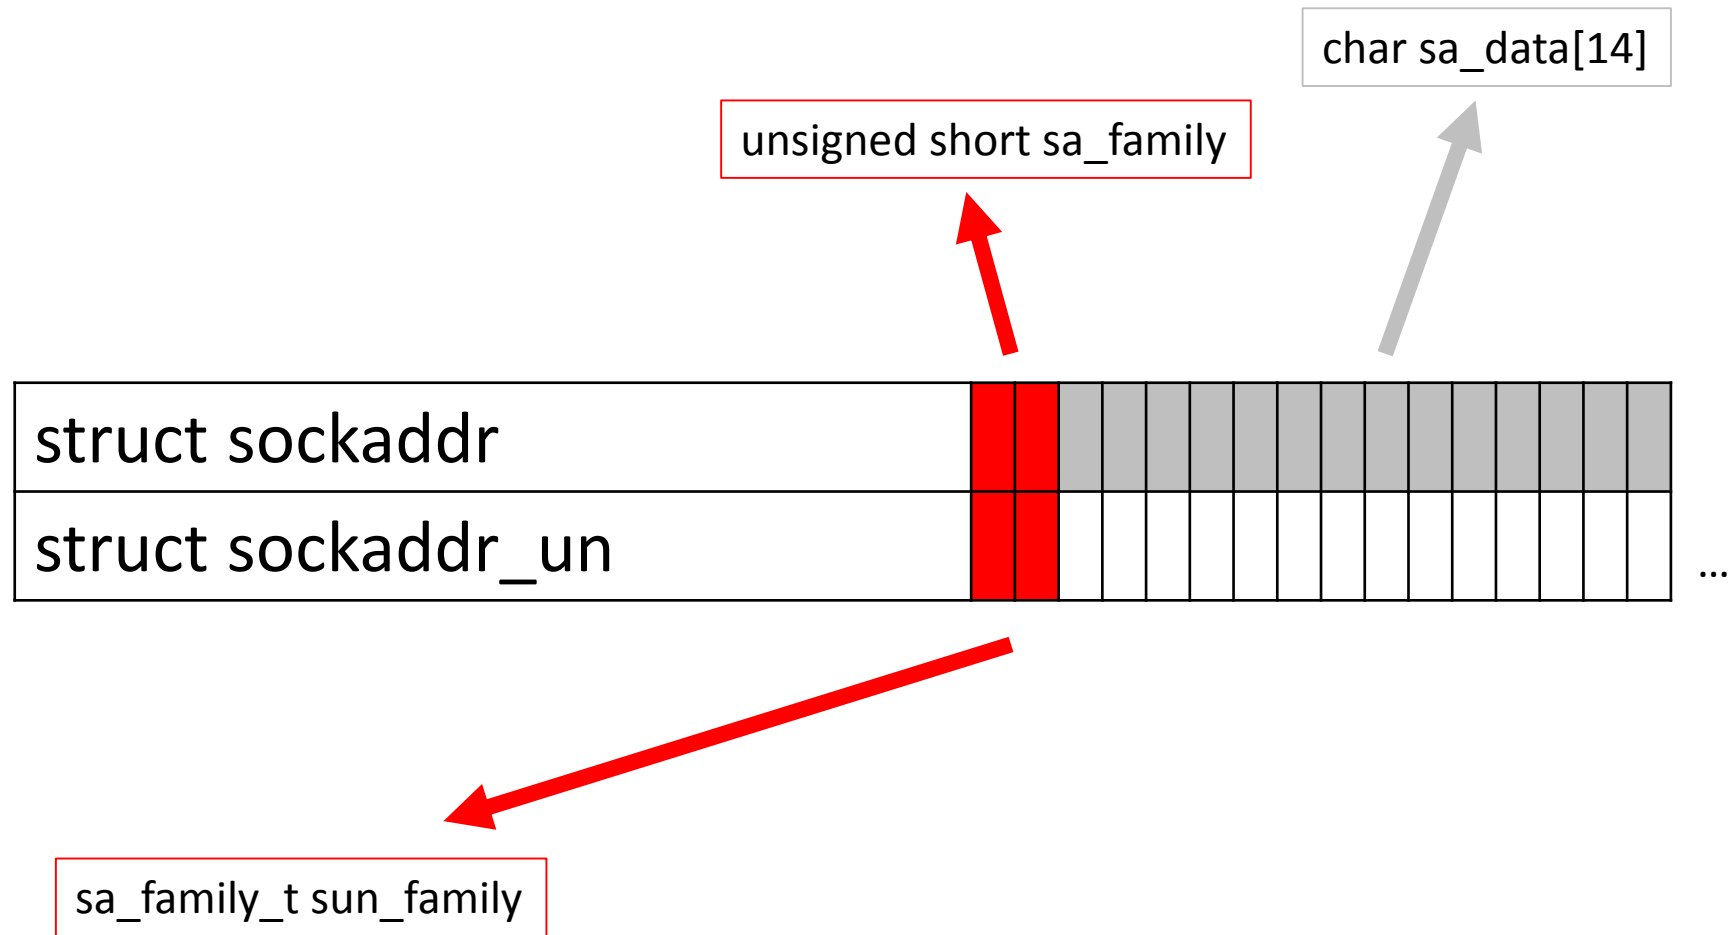 char sa_data[14]
unsigned short sa_family
struct sockaddr
struct sockaddr_un
...
sa_family_t sun_family